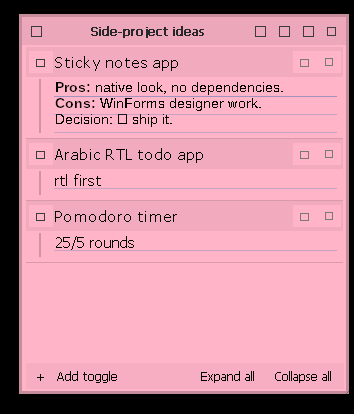 Side-project ideas
Sticky notes app
Pros: native look, no dependencies.
Cons: WinForms designer work.
Decision: □ ship it.
Arabic RTL todo app
rtl first
Pomodoro timer
25/5 rounds
+ Add toggle Expand all Collapse all